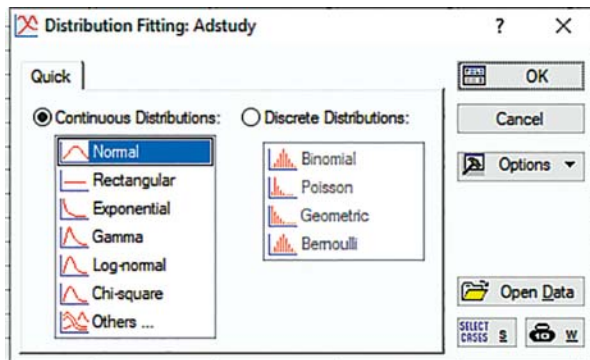 Distribution Fitting: Adstudy
?
Quick
Continuous Distributions:
Normal
Rectangular
Exponential
Gamma
Log-normal
Chi-square
Others ...
Discrete Distributions:
Binomial
Poisson
Geometric
Bernoulli
OK
Cancel
Options
Open Data
SELECT
CASES
S
W